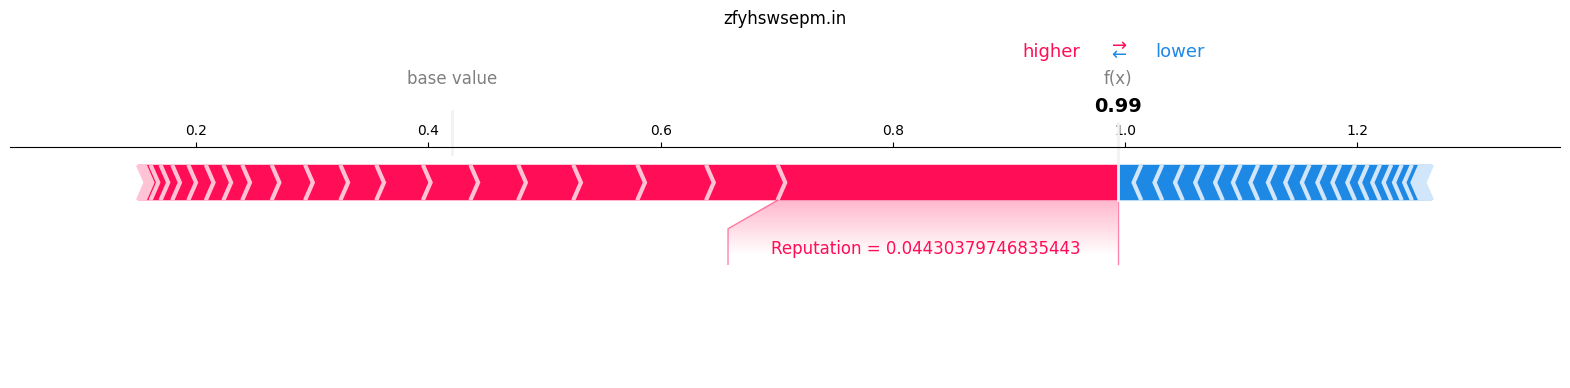 zfyhswsepm.in
higher ⇄ lower
base value
f(x)
0.99
0.2 0.4 0.6 0.8 1.0 1.2
Reputation = 0.04430379746835443